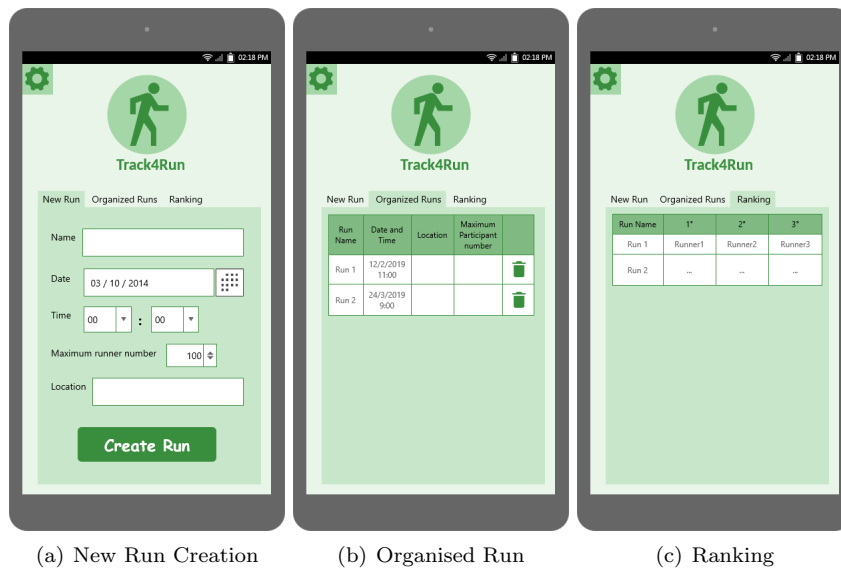 02:18 PM
Track4Run
New Run Organized Runs Ranking
Name
Date 03 / 10 / 2014
Time 00 : 00
Maximum runner number 100
Location
Create Run
(a) New Run Creation
02:18 PM
Track4Run
New Run Organized Runs Ranking
Run Name Date and Time Location Maximum Participant number
Run 1 12/2/2019 11:00
Run 2 24/3/2019 9:00
(b) Organised Run
02:18 PM
Track4Run
New Run Organized Runs Ranking
Run Name 1° 2° 3°
Run 1 Runner1 Runner2 Runner3
Run 2 ... ... ...
(c) Ranking